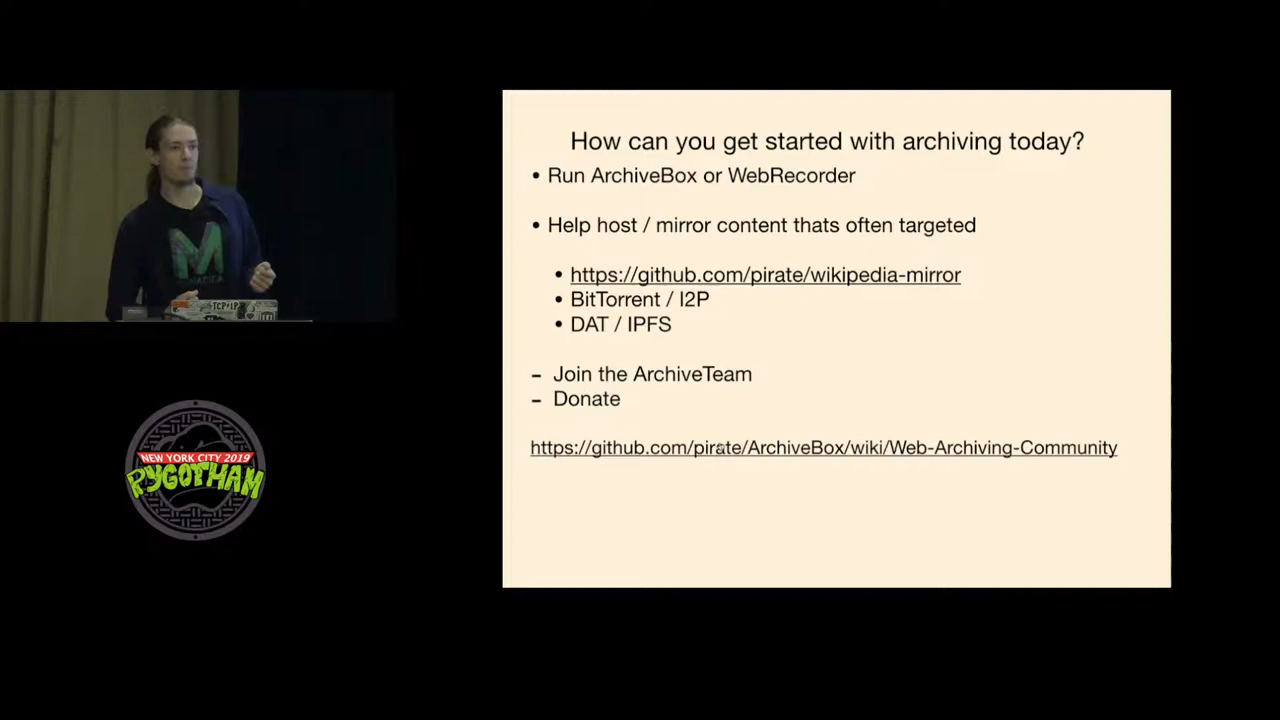 How can you get started with archiving today?
• Run ArchiveBox or WebRecorder
• Help host / mirror content thats often targeted
• https://github.com/pirate/wikipedia-mirror
• BitTorrent / I2P
• DAT / IPFS
- Join the ArchiveTeam
- Donate
https://github.com/pirate/ArchiveBox/wiki/Web-Archiving-Community
M
TCP/IP
NEW YORK CITY 2019
PYGOTHAM